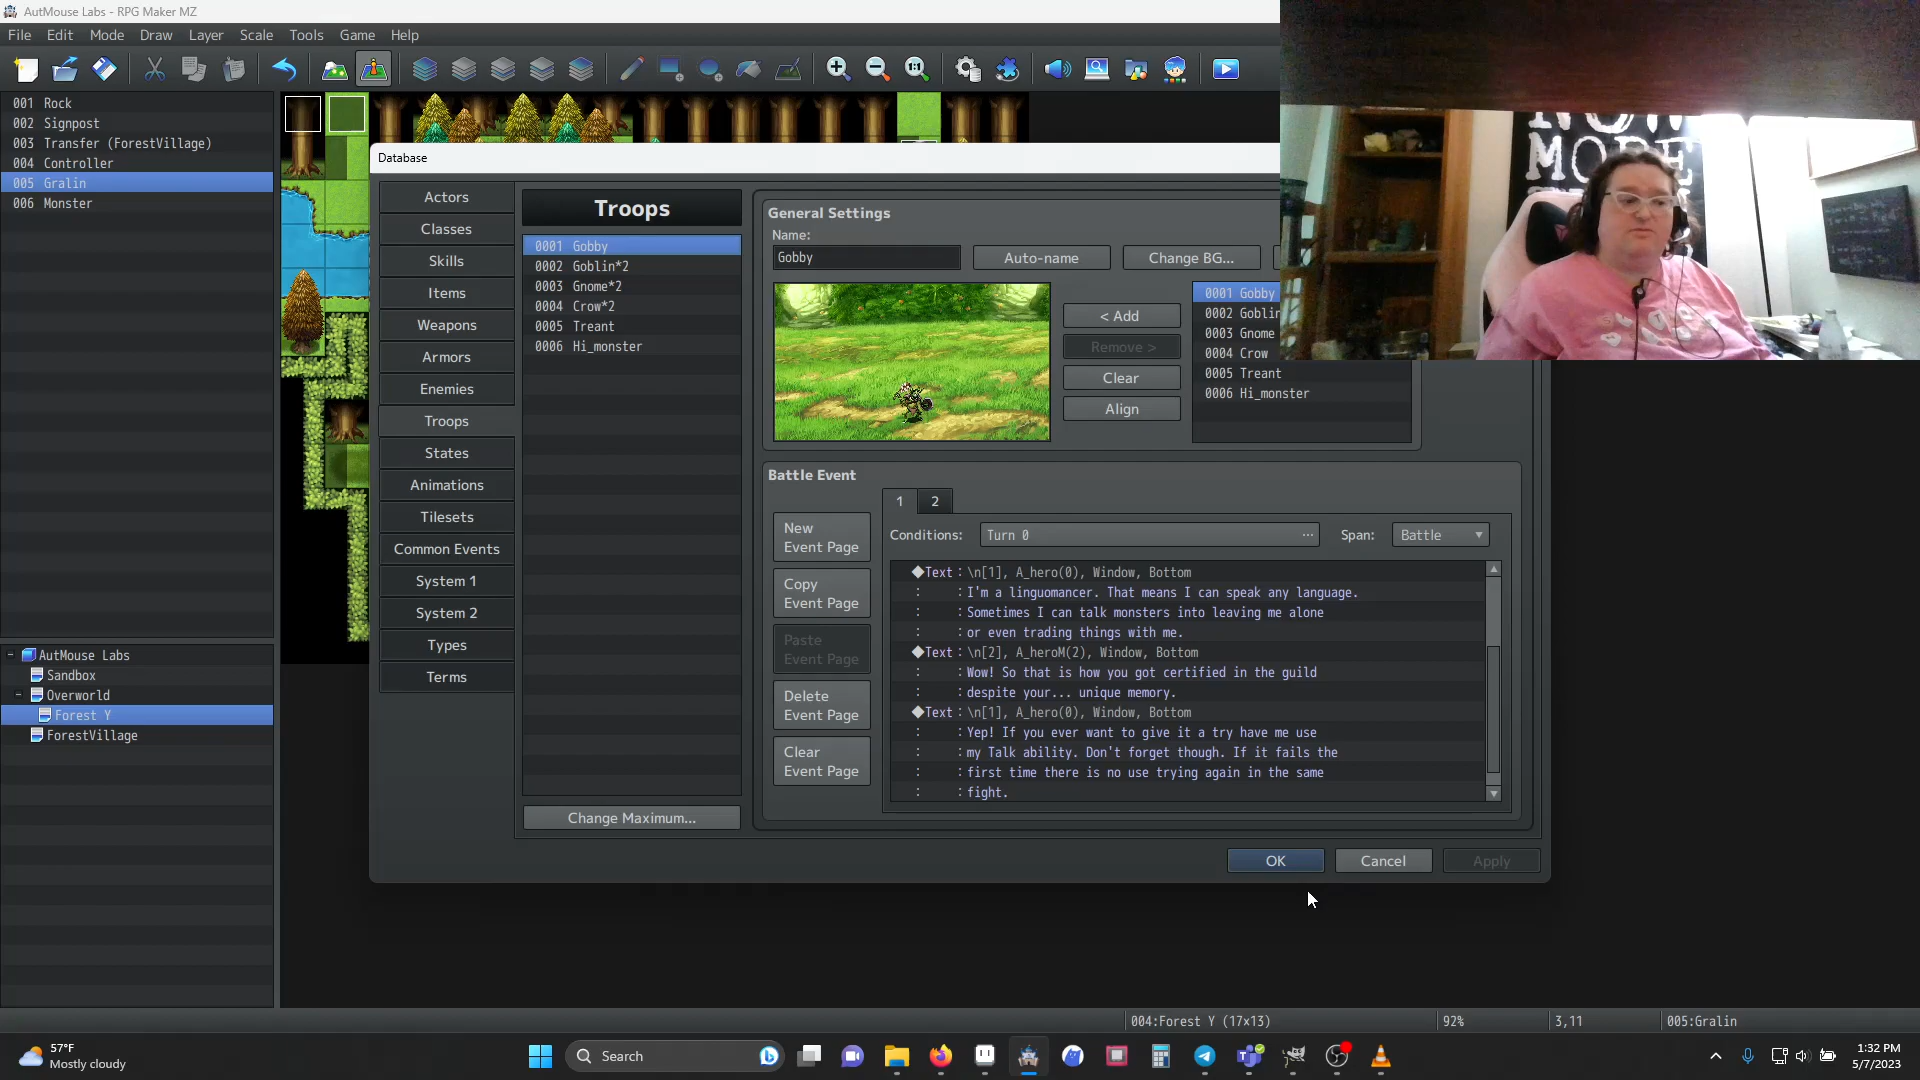 AutMouse Labs - RPG Maker MZ
File Edit Mode Draw Layer Scale Tools Game Help
1:1
001 Rock
002 Signpost
003 Transfer (ForestVillage)
004 Controller
005 Gralin
006 Monster
AutMouse Labs
Sandbox
Overworld
Forest Y
ForestVillage
Database
Actors
Classes
Skills
Items
Weapons
Armors
Enemies
Troops
States
Animations
Tilesets
Common Events
System 1
System 2
Types
Terms
Troops
0001 Gobby
0002 Goblin*2
0003 Gnome*2
0004 Crow*2
0005 Treant
0006 Hi_monster
Change Maximum...
General Settings
Name:
Gobby
Auto-name
Change BG...
< Add
Remove >
Clear
Align
0001 Gobby
0002 Goblin
0003 Gnome
0004 Crow
0005 Treant
0006 Hi_monster
Battle Event
New
Event Page
Copy
Event Page
Paste
Event Page
Delete
Event Page
Clear
Event Page
1 2
Conditions: Turn 0 ... Span: Battle
◆Text：\n[1], A_hero(0), Window, Bottom
： ：I'm a linguomancer. That means I can speak any language.
： ：Sometimes I can talk monsters into leaving me alone
： ：or even trading things with me.
◆Text：\n[2], A_heroM(2), Window, Bottom
： ：Wow! So that is how you got certified in the guild
： ：despite your... unique memory.
◆Text：\n[1], A_hero(0), Window, Bottom
： ：Yep! If you ever want to give it a try have me use
： ：my Talk ability. Don't forget though. If it fails the
： ：first time there is no use trying again in the same
： ：fight.
OK Cancel Apply
MORE
004:Forest Y (17x13) 92% 3,11 005:Gralin
57°F
Mostly cloudy
Search
1:32 PM
5/7/2023